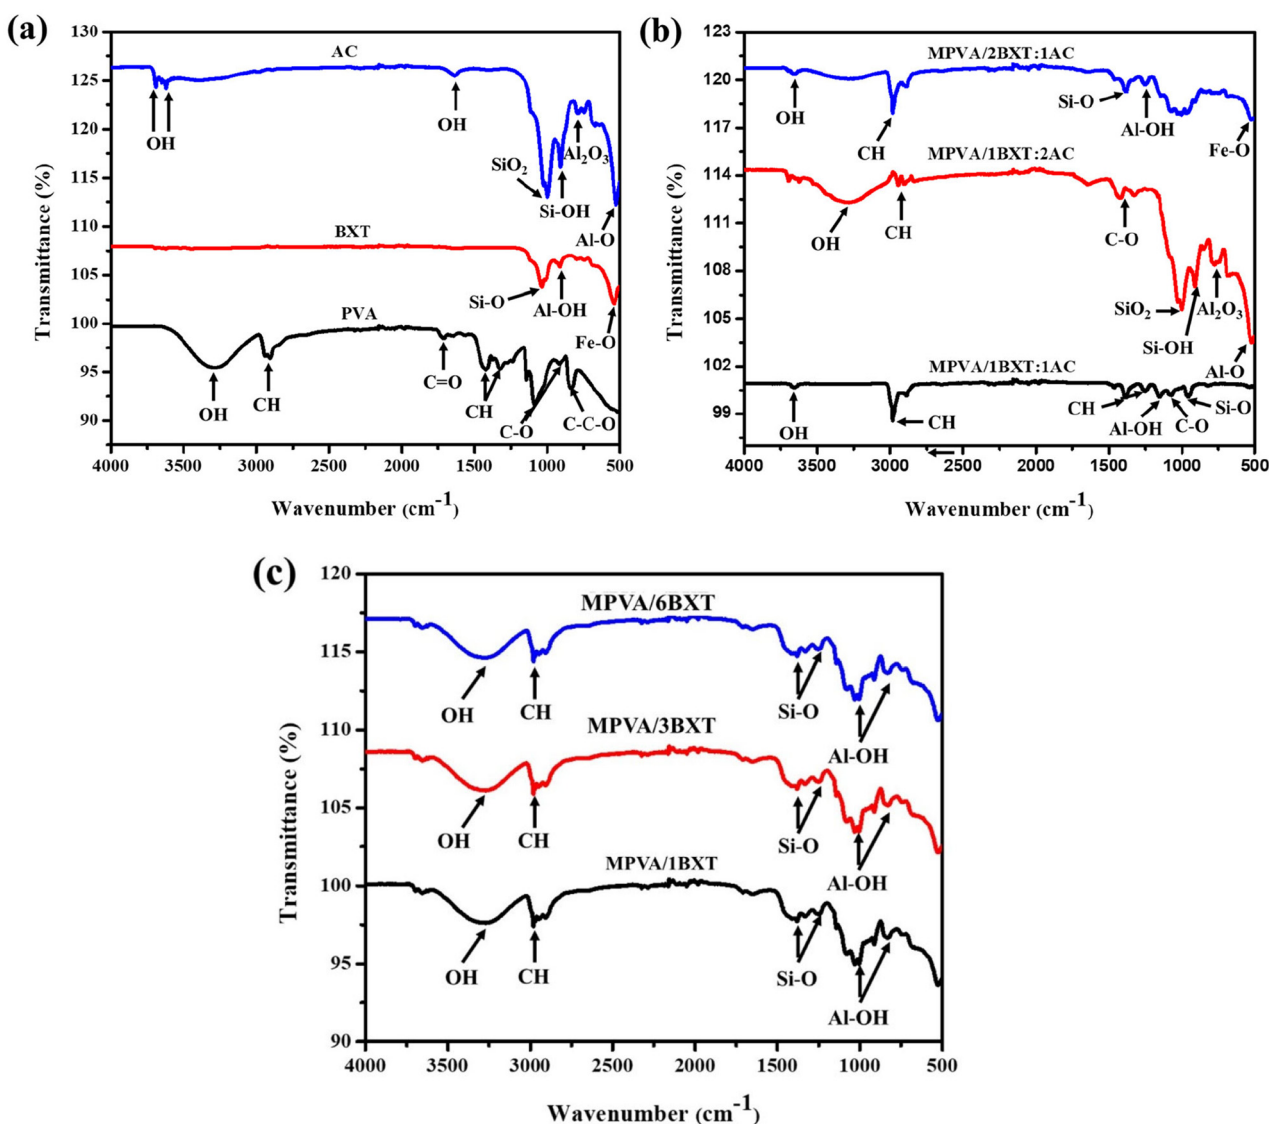 (a)
130
125
120
115
110
105
100
95
90
Transmittance (%)
AC
OH
OH
SiO2
Si-OH
Al2O3
Al-O
BXT
Si-O
Al-OH
Fe-O
PVA
OH
CH
C=O
CH
C-O
C-C-O
4000 3500 3000 2500 2000 1500 1000 500
Wavenumber (cm-1)
(b)
123
120
117
114
111
108
105
102
99
Transmittance (%)
MPVA/2BXT:1AC
OH
CH
Si-O
Al-OH
Fe-O
MPVA/1BXT:2AC
OH
CH
C-O
SiO2
Si-OH
Al2O3
Al-O
MPVA/1BXT:1AC
OH
CH
CH
Al-OH
C-O
Si-O
4000 3500 3000 2500 2000 1500 1000 500
Wavenumber (cm-1)
(c)
120
115
110
105
100
95
90
Transmittance (%)
MPVA/6BXT
OH
CH
Si-O
Al-OH
MPVA/3BXT
OH
CH
Si-O
Al-OH
MPVA/1BXT
OH
CH
Si-O
Al-OH
4000 3500 3000 2500 2000 1500 1000 500
Wavenumber (cm-1)